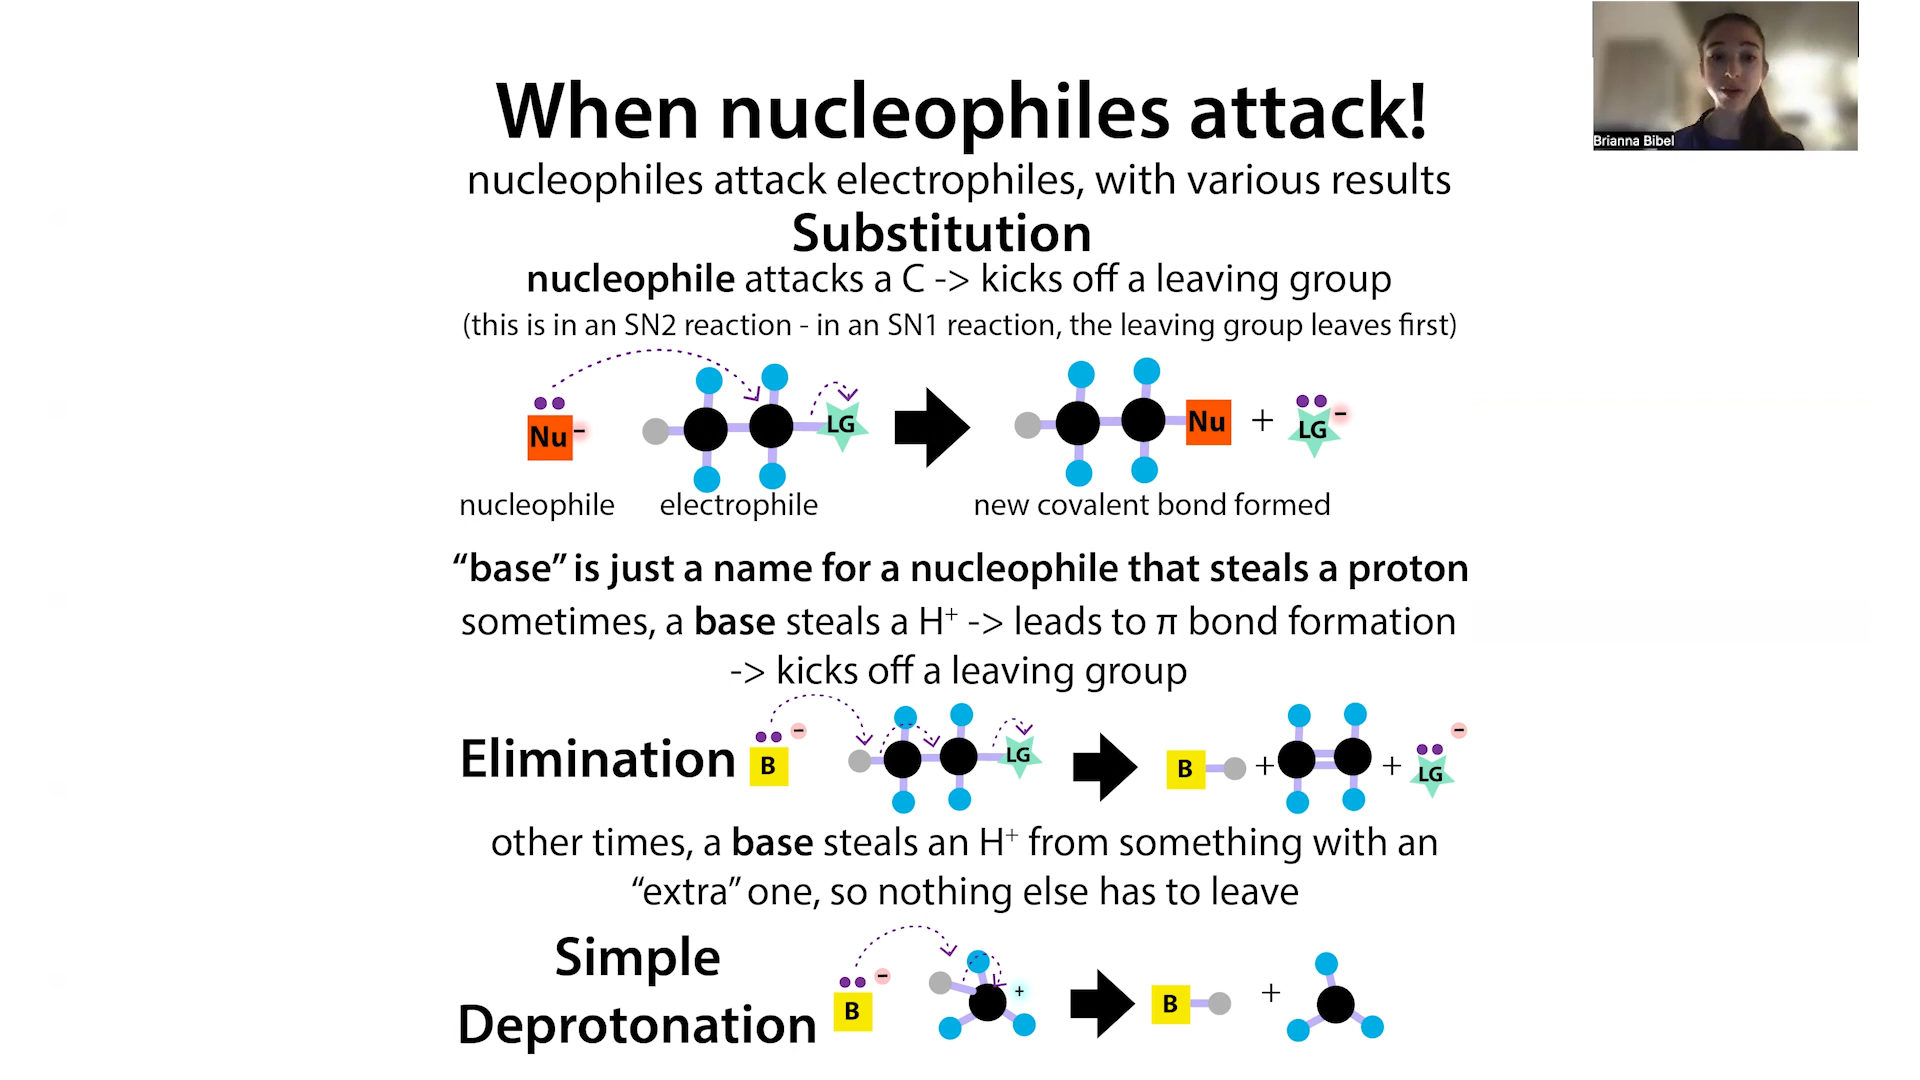 When nucleophiles attack!
Brianna Bibel
nucleophiles attack electrophiles, with various results
Substitution
nucleophile attacks a C -> kicks off a leaving group
(this is in an SN2 reaction - in an SN1 reaction, the leaving group leaves first)
Nu − LG Nu + LG −
nucleophile electrophile new covalent bond formed
“base” is just a name for a nucleophile that steals a proton
sometimes, a base steals a H⁺ -> leads to π bond formation
-> kicks off a leaving group
Elimination B − LG B + + LG −
other times, a base steals an H⁺ from something with an
“extra” one, so nothing else has to leave
Simple
Deprotonation B − + B +